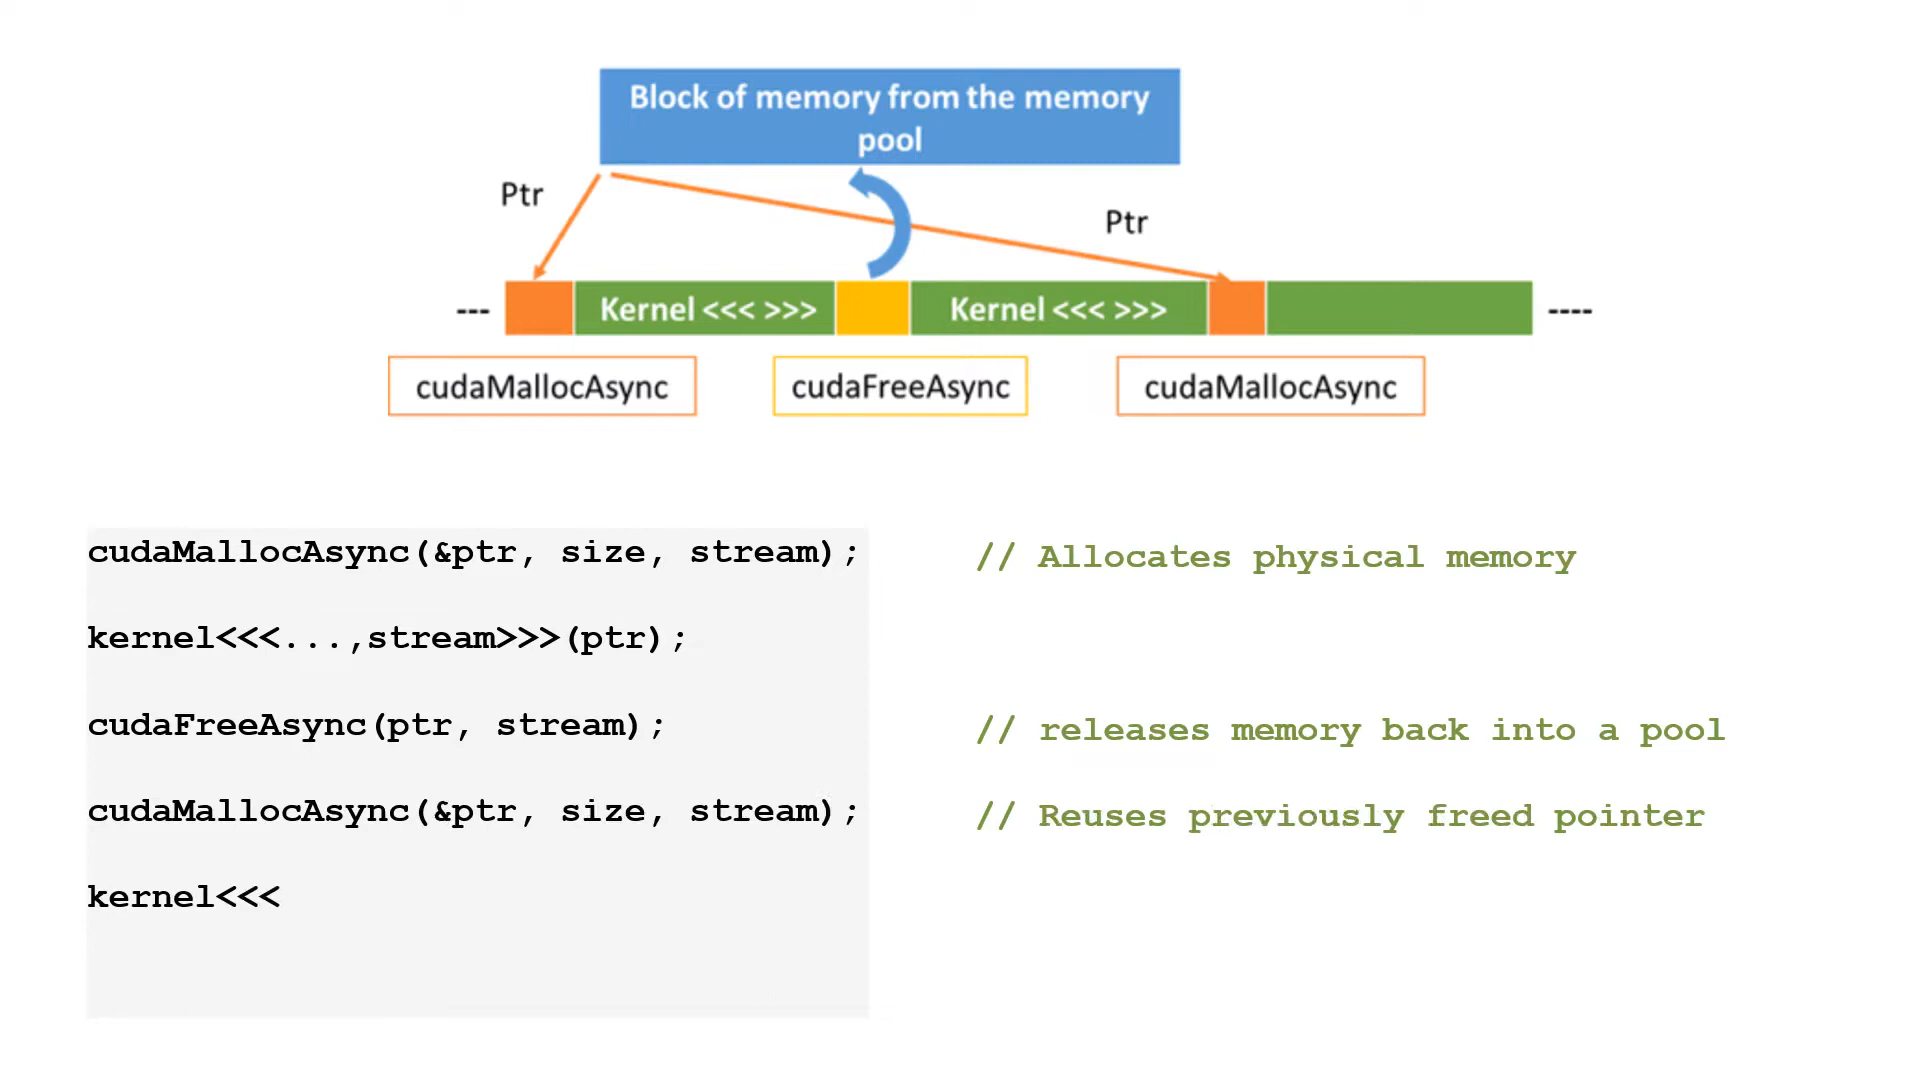 Block of memory from the memory
pool
Ptr
Ptr
--- Kernel <<< >>> Kernel <<< >>> ----
cudaMallocAsync cudaFreeAsync cudaMallocAsync
cudaMallocAsync(&ptr, size, stream); // Allocates physical memory
kernel<<<...,stream>>>(ptr);
cudaFreeAsync(ptr, stream); // releases memory back into a pool
cudaMallocAsync(&ptr, size, stream); // Reuses previously freed pointer
kernel<<<